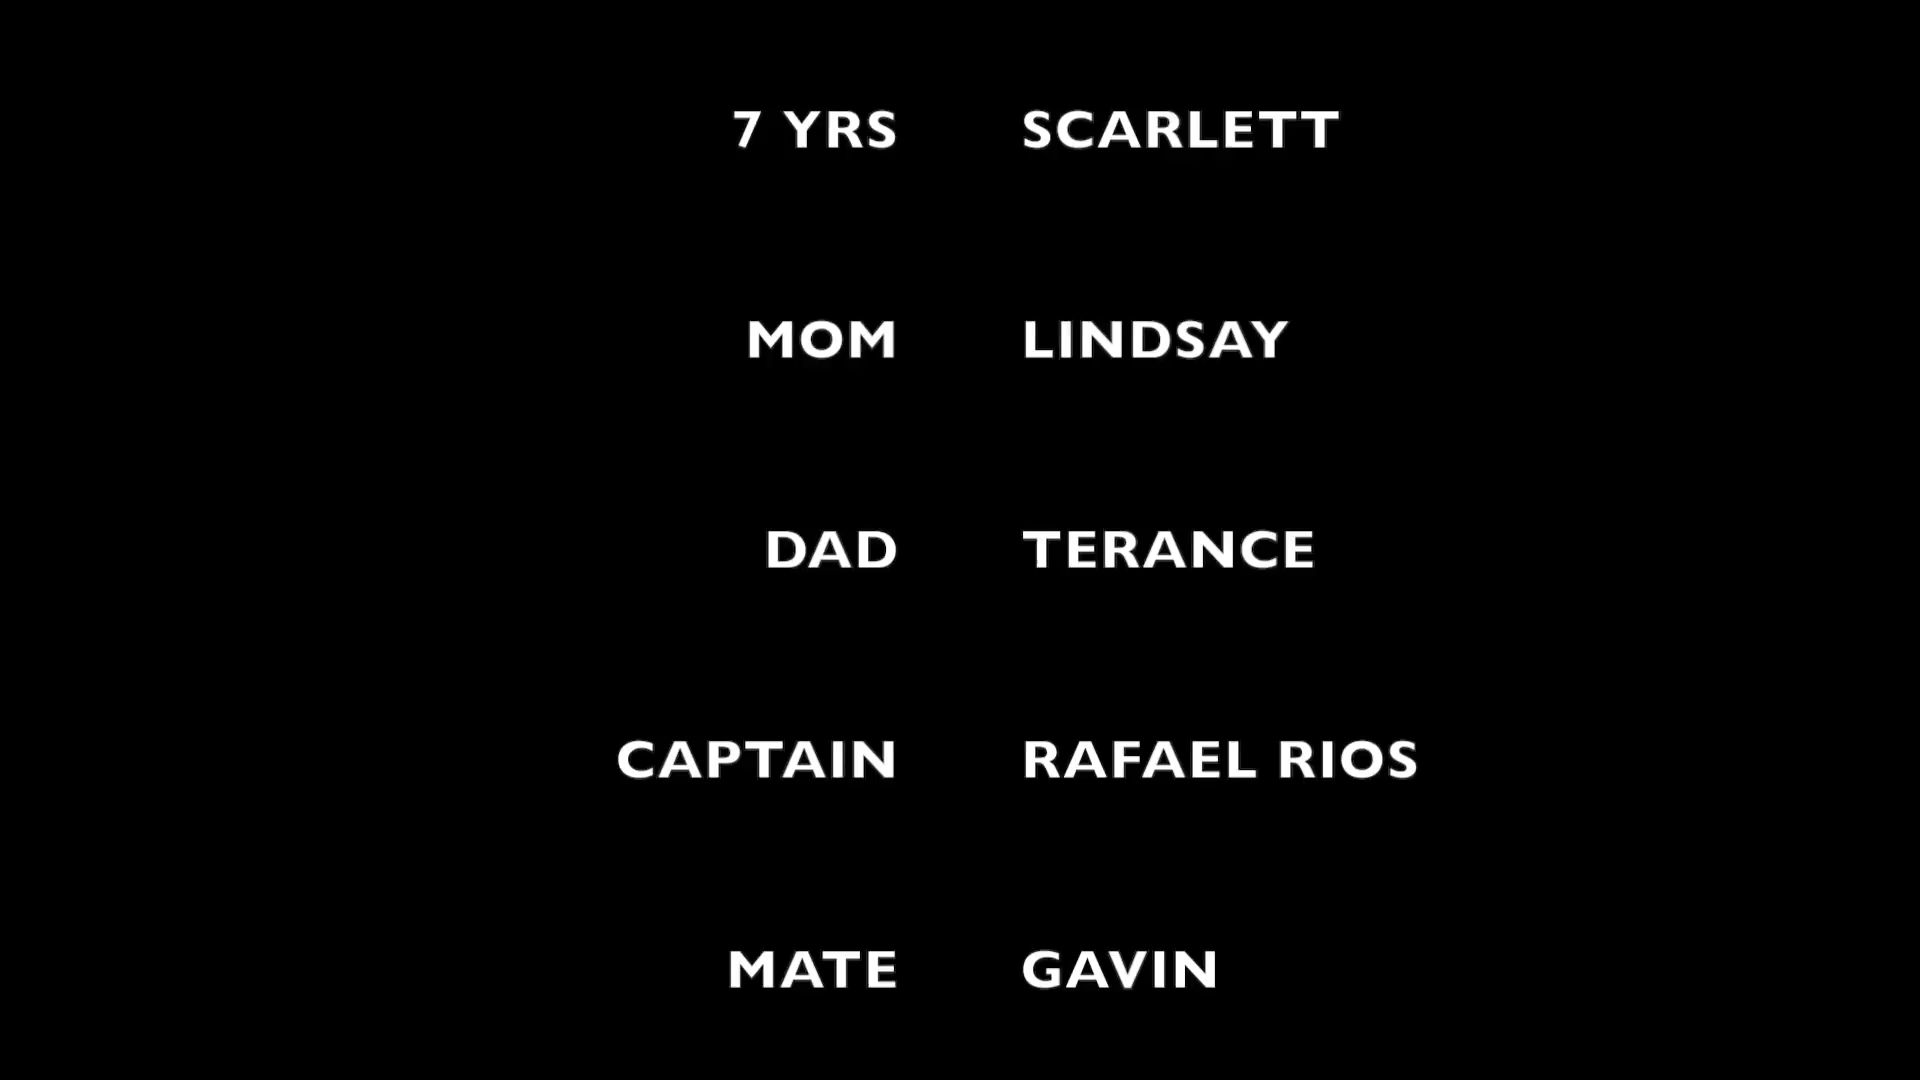 7 YRS SCARLETT
MOM LINDSAY
DAD TERANCE
CAPTAIN RAFAEL RIOS
MATE GAVIN